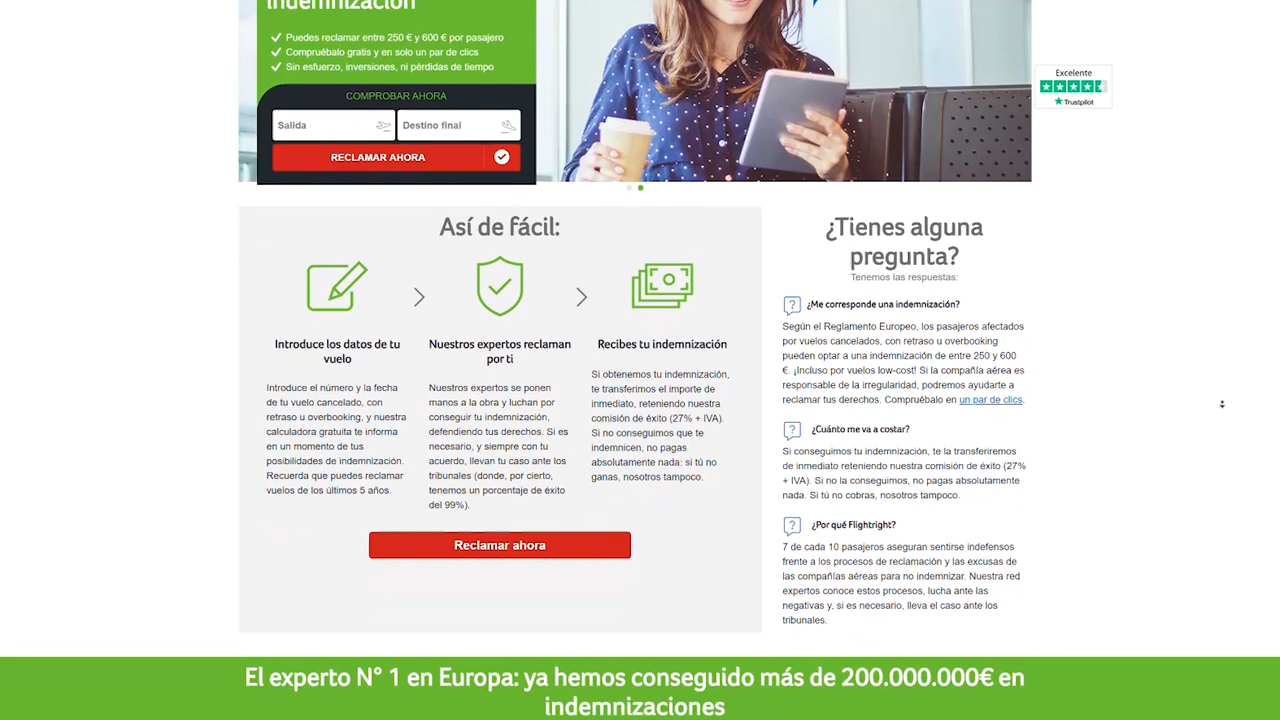 indemnización
Puedes reclamar entre 250 € y 600 € por pasajero
Compruébalo gratis y en solo un par de clics
Sin esfuerzo, inversiones, ni pérdidas de tiempo
COMPROBAR AHORA
Salida
Destino final
RECLAMAR AHORA
Excelente
Trustpilot
Así de fácil:
Introduce los datos de tu
vuelo
Introduce el número y la fecha
de tu vuelo cancelado, con
retraso u overbooking, y nuestra
calculadora gratuita te informa
en un momento de tus
posibilidades de indemnización.
Recuerda que puedes reclamar
vuelos de los últimos 5 años.
Nuestros expertos reclaman
por ti
Nuestros expertos se ponen
manos a la obra y luchan por
conseguir tu indemnización,
defendiendo tus derechos. Si es
necesario, y siempre con tu
acuerdo, llevan tu caso ante los
tribunales (donde, por cierto,
tenemos un porcentaje de éxito
del 99%).
Recibes tu indemnización
Si obtenemos tu indemnización,
te transferimos el importe de
inmediato, reteniendo nuestra
comisión de éxito (27% + IVA).
Si no conseguimos que te
indemnicen, no pagas
absolutamente nada: si tú no
ganas, nosotros tampoco.
Reclamar ahora
¿Tienes alguna
pregunta?
Tenemos las respuestas:
¿Me corresponde una indemnización?
Según el Reglamento Europeo, los pasajeros afectados
por vuelos cancelados, con retraso u overbooking
pueden optar a una indemnización de entre 250 y 600
€. ¡Incluso por vuelos low-cost! Si la compañía aérea es
responsable de la irregularidad, podremos ayudarte a
reclamar tus derechos. Compruébalo en un par de clics.
¿Cuánto me va a costar?
Si conseguimos tu indemnización, te la transferiremos
de inmediato reteniendo nuestra comisión de éxito (27%
+ IVA). Si no la conseguimos, no pagas absolutamente
nada. Si tú no cobras, nosotros tampoco.
¿Por qué Flightright?
7 de cada 10 pasajeros aseguran sentirse indefensos
frente a los procesos de reclamación y las excusas de
las compañías aéreas para no indemnizar. Nuestra red
expertos conoce estos procesos, lucha ante las
negativas y, si es necesario, lleva el caso ante los
tribunales.
El experto N° 1 en Europa: ya hemos conseguido más de 200.000.000€ en
indemnizaciones